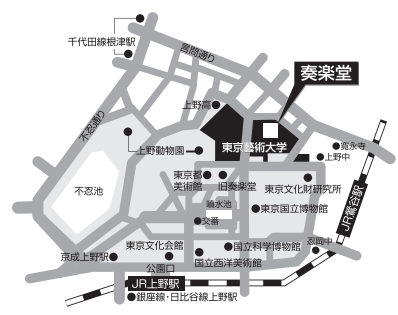 千代田線根津駅
言問通り
奏楽堂
不忍通り
上野高
東京藝術大学
寛永寺
上野中
上野動物園
東京都
美術館
旧奏楽堂
東京文化財研究所
不忍池
噴水池
交番
東京国立博物館
JR鶯谷駅
忍岡中
東京文化会館
国立科学博物館
京成上野駅
公園口
国立西洋美術館
JR上野駅
銀座線・日比谷線上野駅